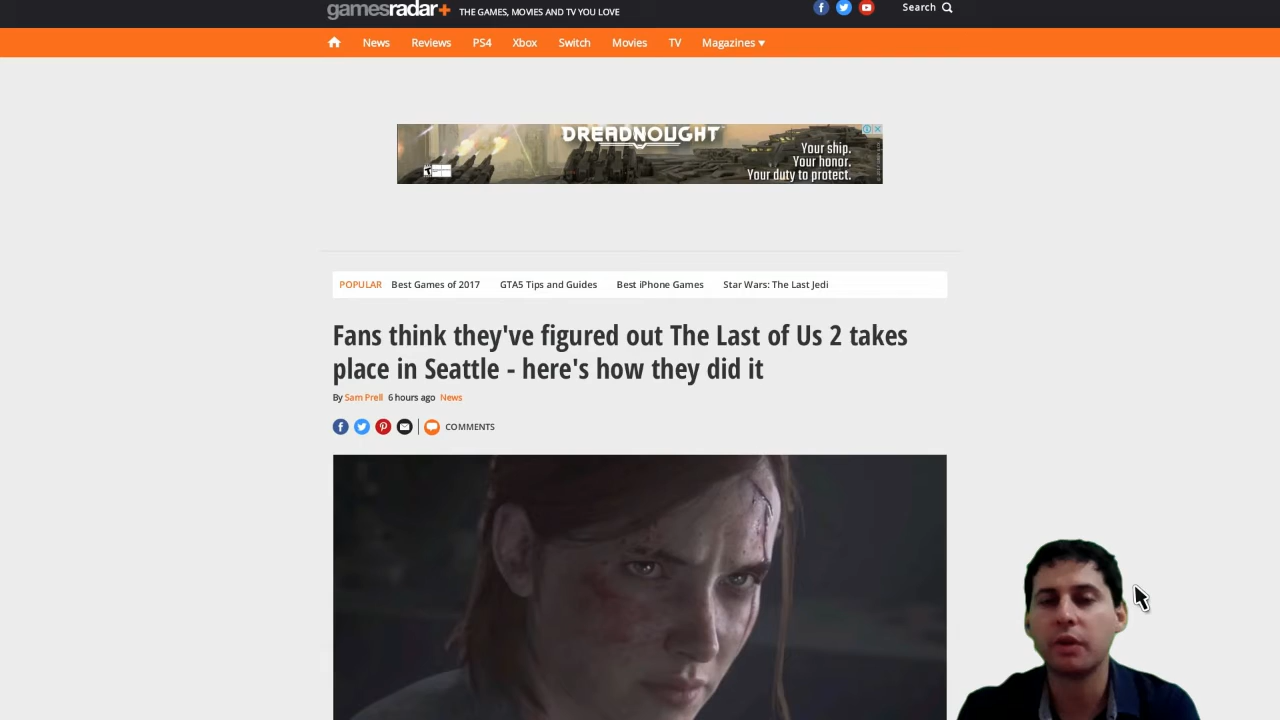 gamesradar+ THE GAMES, MOVIES AND TV YOU LOVE
Search
News Reviews PS4 Xbox Switch Movies TV Magazines ▾
DREADNOUGHT
Your ship.
Your honor.
Your duty to protect.
POPULAR Best Games of 2017 GTA5 Tips and Guides Best iPhone Games Star Wars: The Last Jedi
Fans think they've figured out The Last of Us 2 takes
place in Seattle - here's how they did it
By Sam Prell 6 hours ago News
COMMENTS